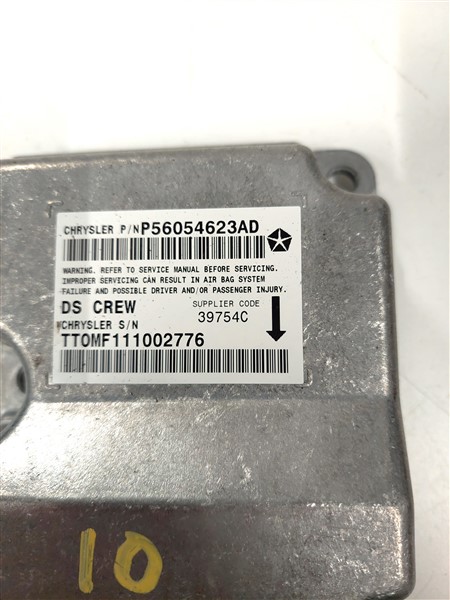 CHRYSLER P/N P56054623AD
WARNING. REFER TO SERVICE MANUAL BEFORE SERVICING.
IMPROPER SERVICING CAN RESULT IN AIR BAG SYSTEM
FAILURE AND POSSIBLE DRIVER AND/OR PASSENGER INJURY.
DS CREW
SUPPLIER CODE
39754C
CHRYSLER S/N
TT0MF111002776
10